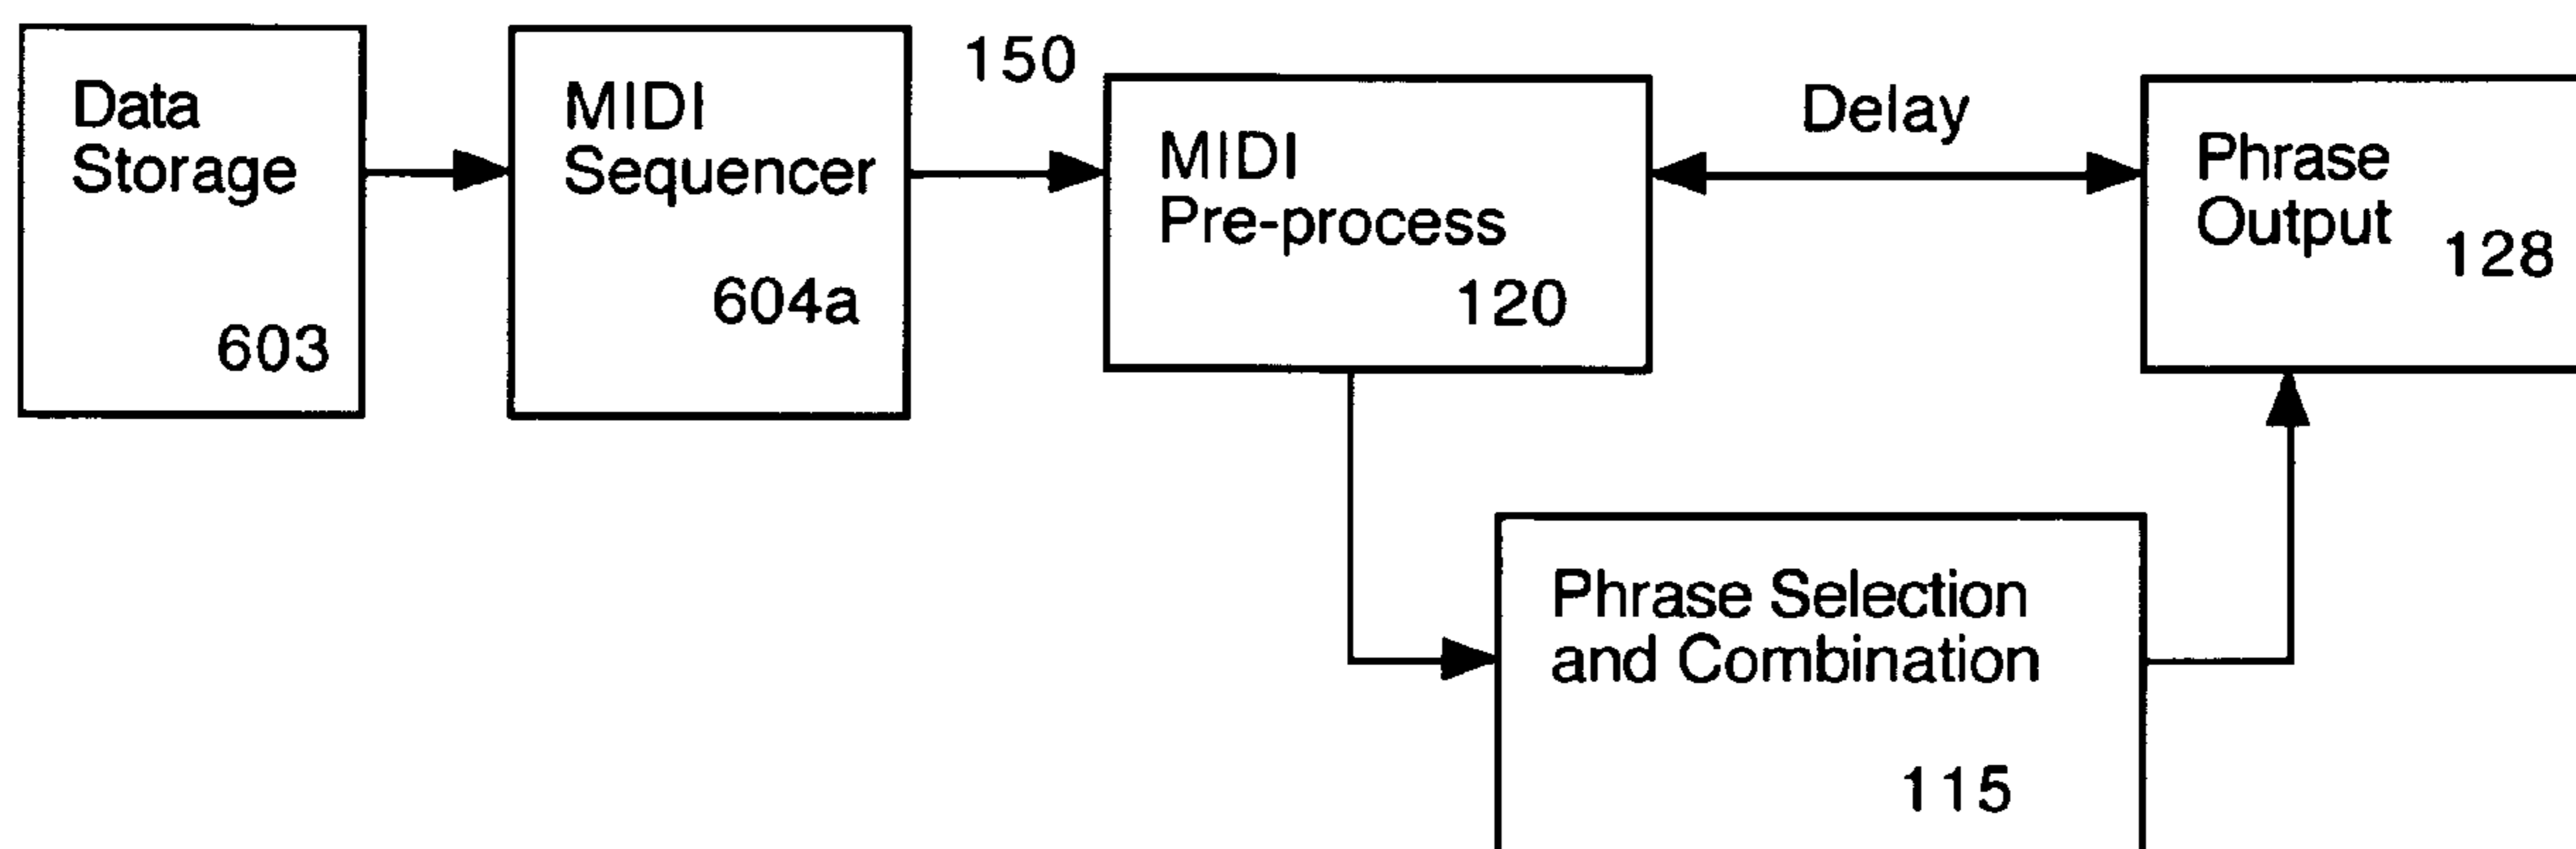 Data
Storage
603
MIDI
Sequencer
604a
150
MIDI
Pre-process
120
Delay
Phrase
Output
128
Phrase Selection
and Combination
115